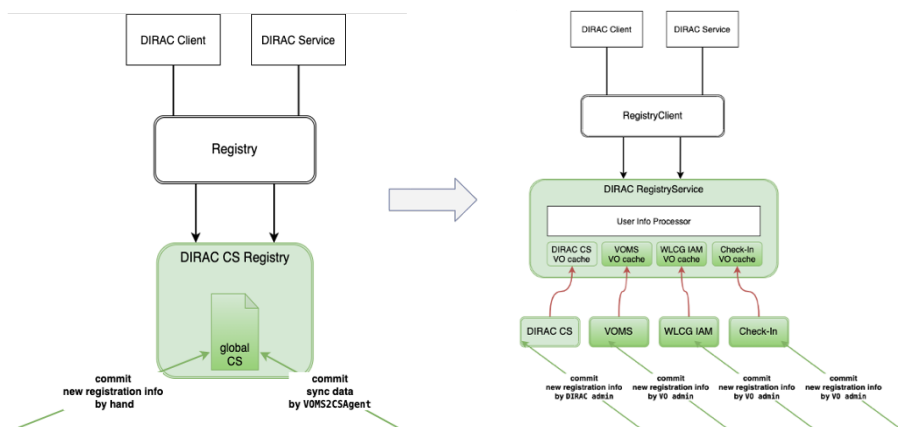 DIRAC Client
DIRAC Service
Registry
DIRAC CS Registry
global
CS
commit
new registration info
by hand
commit
sync data
by VOMS2CSAgent
DIRAC Client
DIRAC Service
RegistryClient
DIRAC RegistryService
User Info Processor
DIRAC CS
VO cache
VOMS
VO cache
WLCG IAM
VO cache
Check-In
VO cache
DIRAC CS
VOMS
WLCG IAM
Check-In
commit
new registration info
by DIRAC admin
commit
new registration info
by VO admin
commit
new registration info
by VO admin
commit
new registration info
by VO admin